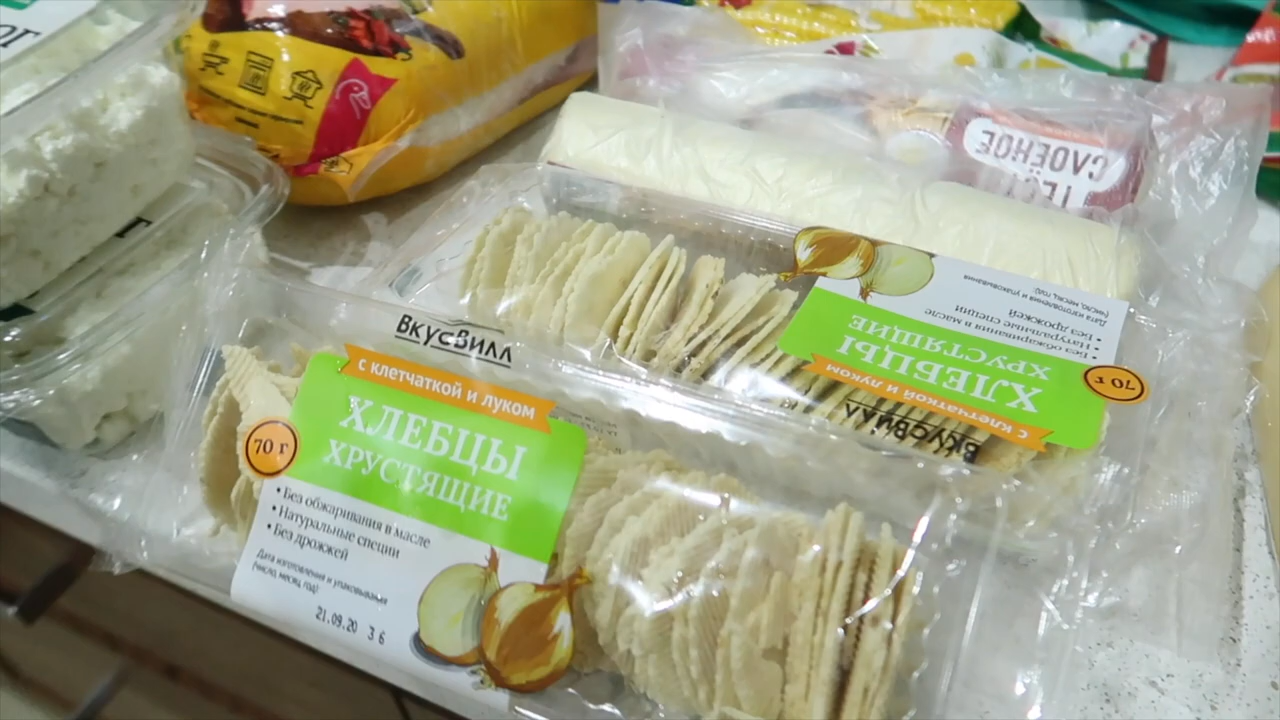 ВкусВилл
с клетчаткой и луком
ХЛЕБЦЫ
ХРУСТЯЩИЕ
70 г
• Без обжаривания в масле
• Натуральные специи
• Без дрожжей
Дата изготовления и упаковывания
(число, месяц, год):
21.09.20 3 6
ВкусВилл
с клетчаткой и луком
ХЛЕБЦЫ
ХРУСТЯЩИЕ
70 г
• Без обжаривания в масле
• Натуральные специи
• Без дрожжей
Дата изготовления и упаковывания
(число, месяц, год):
СЛОЁНОЕ